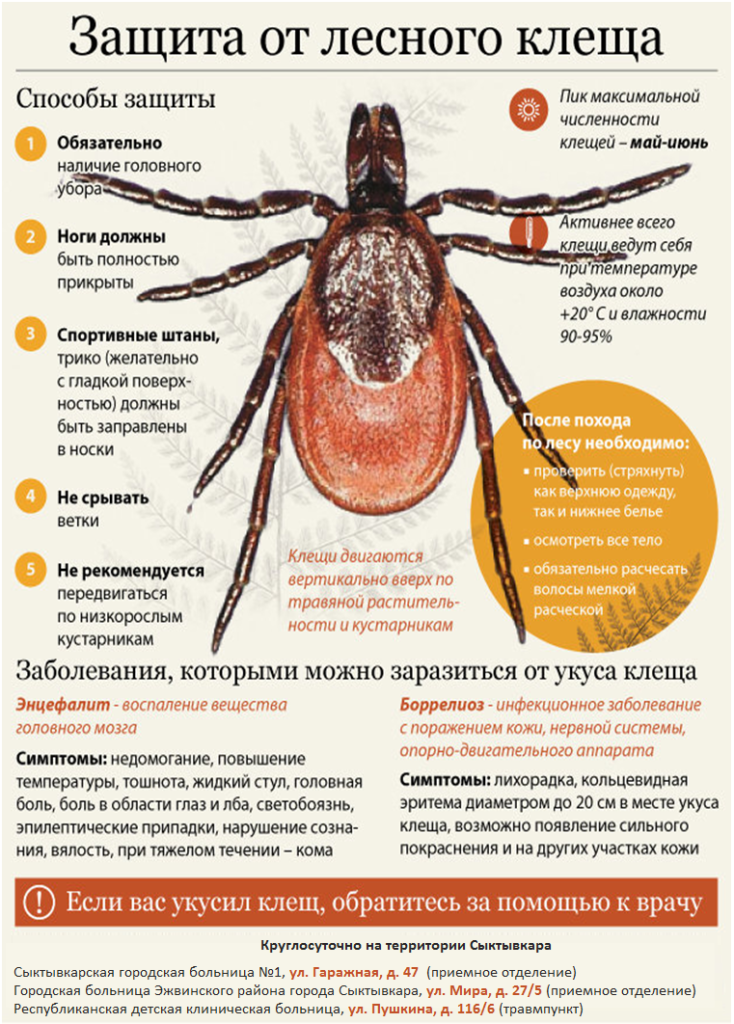 Защита от лесного клеща
Способы защиты
1
Обязательно
наличие головного
убора
2
Ноги должны
быть полностью
прикрыты
3
Спортивные штаны,
трико (желательно
с гладкой поверх-
ностью) должны
быть заправлены
в носки
4
Не срывать
ветки
5
Не рекомендуется
передвигаться
по низкорослым
кустарникам
Пик максимальной
численности
клещей – май-июнь
Активнее всего
клещи ведут себя
при температуре
воздуха около
+20° С и влажности
90-95%
После похода
по лесу необходимо:
▪ проверить (стряхнуть)
как верхнюю одежду,
так и нижнее белье
▪ осмотреть все тело
▪ обязательно расчесать
волосы мелкой
расческой
Клещи двигаются
вертикально вверх по
травяной раститель-
ности и кустарникам
Заболевания, которыми можно заразиться от укуса клеща
Энцефалит - воспаление вещества
головного мозга
Симптомы: недомогание, повышение
температуры, тошнота, жидкий стул, головная
боль, боль в области глаз и лба, светобоязнь,
эпилептические припадки, нарушение созна-
ния, вялость, при тяжелом течении – кома
Боррелиоз - инфекционное заболевание
с поражением кожи, нервной системы,
опорно-двигательного аппарата
Симптомы: лихорадка, кольцевидная
эритема диаметром до 20 см в месте укуса
клеща, возможно появление сильного
покраснения и на других участках кожи
! Если вас укусил клещ, обратитесь за помощью к врачу
Круглосуточно на территории Сыктывкара
Сыктывкарская городская больница №1, ул. Гаражная, д. 47 (приемное отделение)
Городская больница Эжвинского района города Сыктывкара, ул. Мира, д. 27/5 (приемное отделение)
Республиканская детская клиническая больница, ул. Пушкина, д. 116/6 (травмпункт)